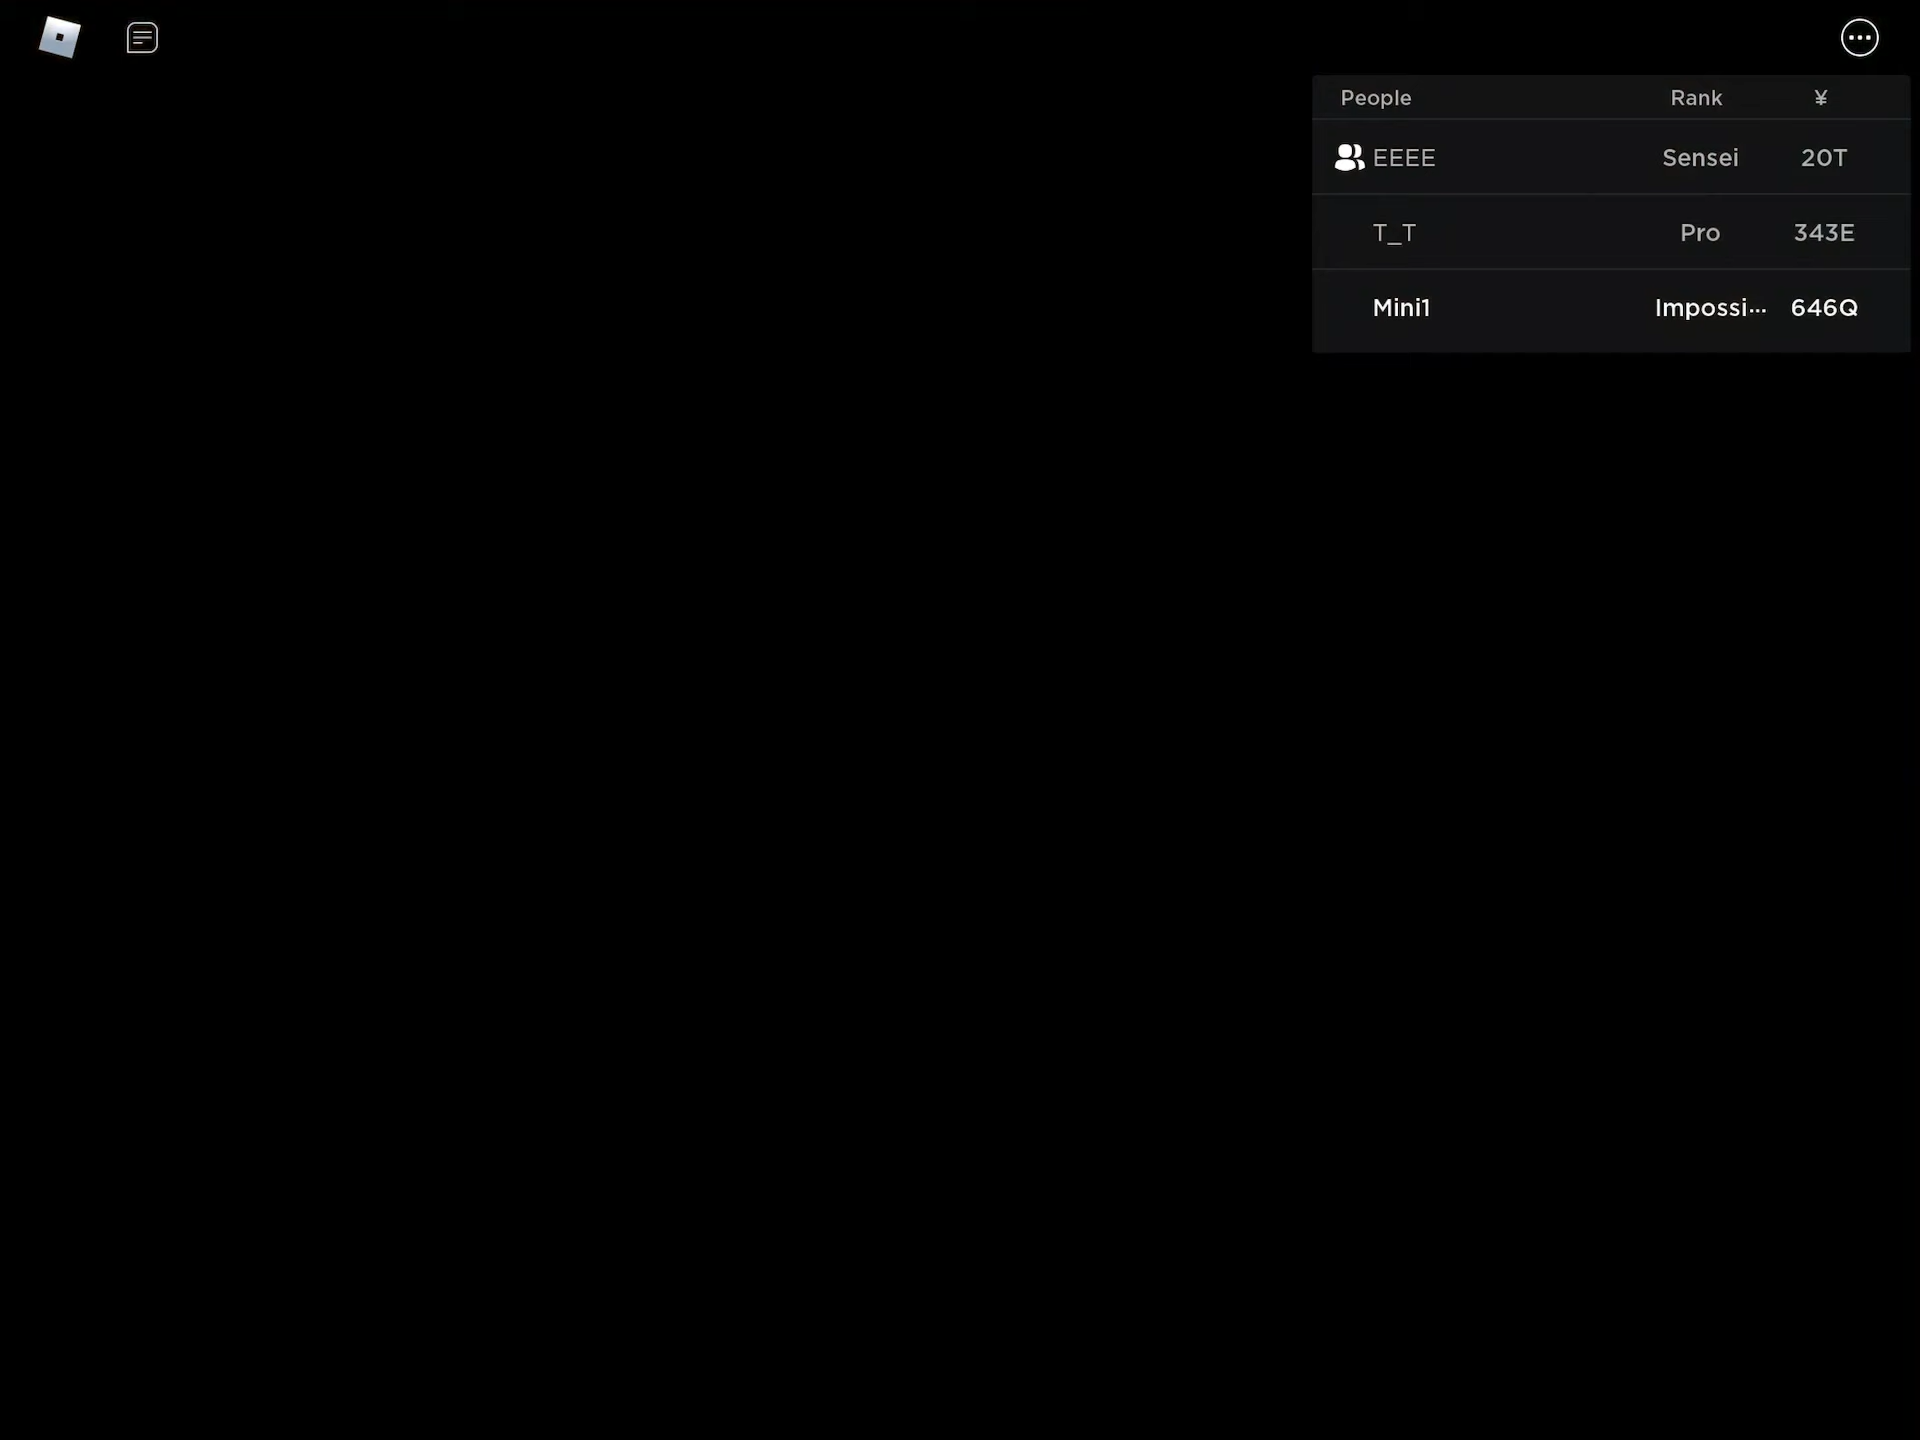 People Rank ¥
EEEE Sensei 20T
T_T Pro 343E
Mini1 Impossi... 646Q